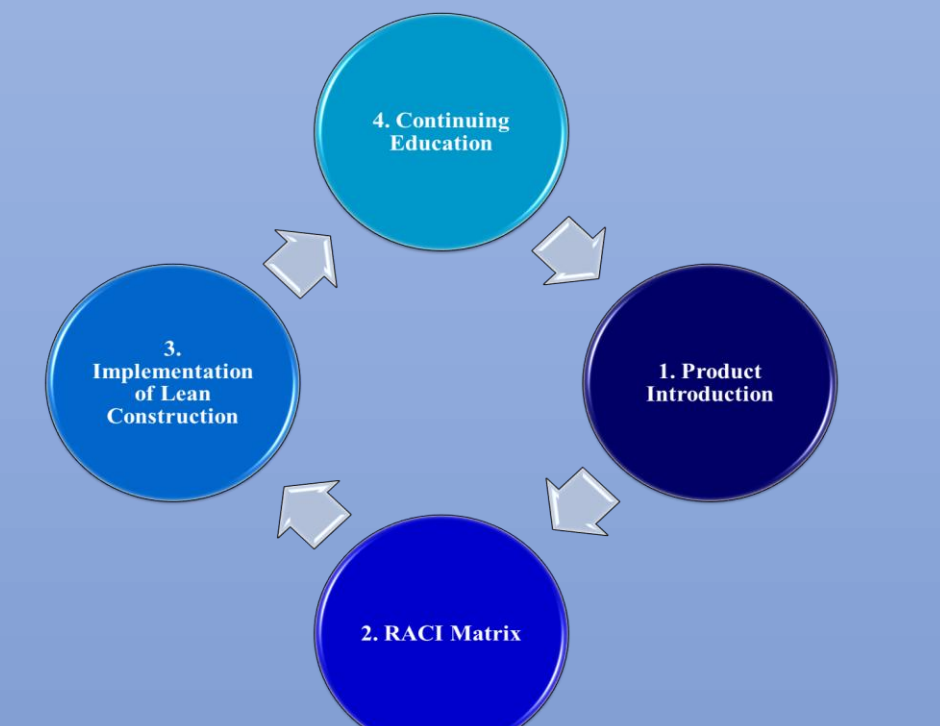 4. Continuing
Education
1. Product
Introduction
2. RACI Matrix
3.
Implementation
of Lean
Construction